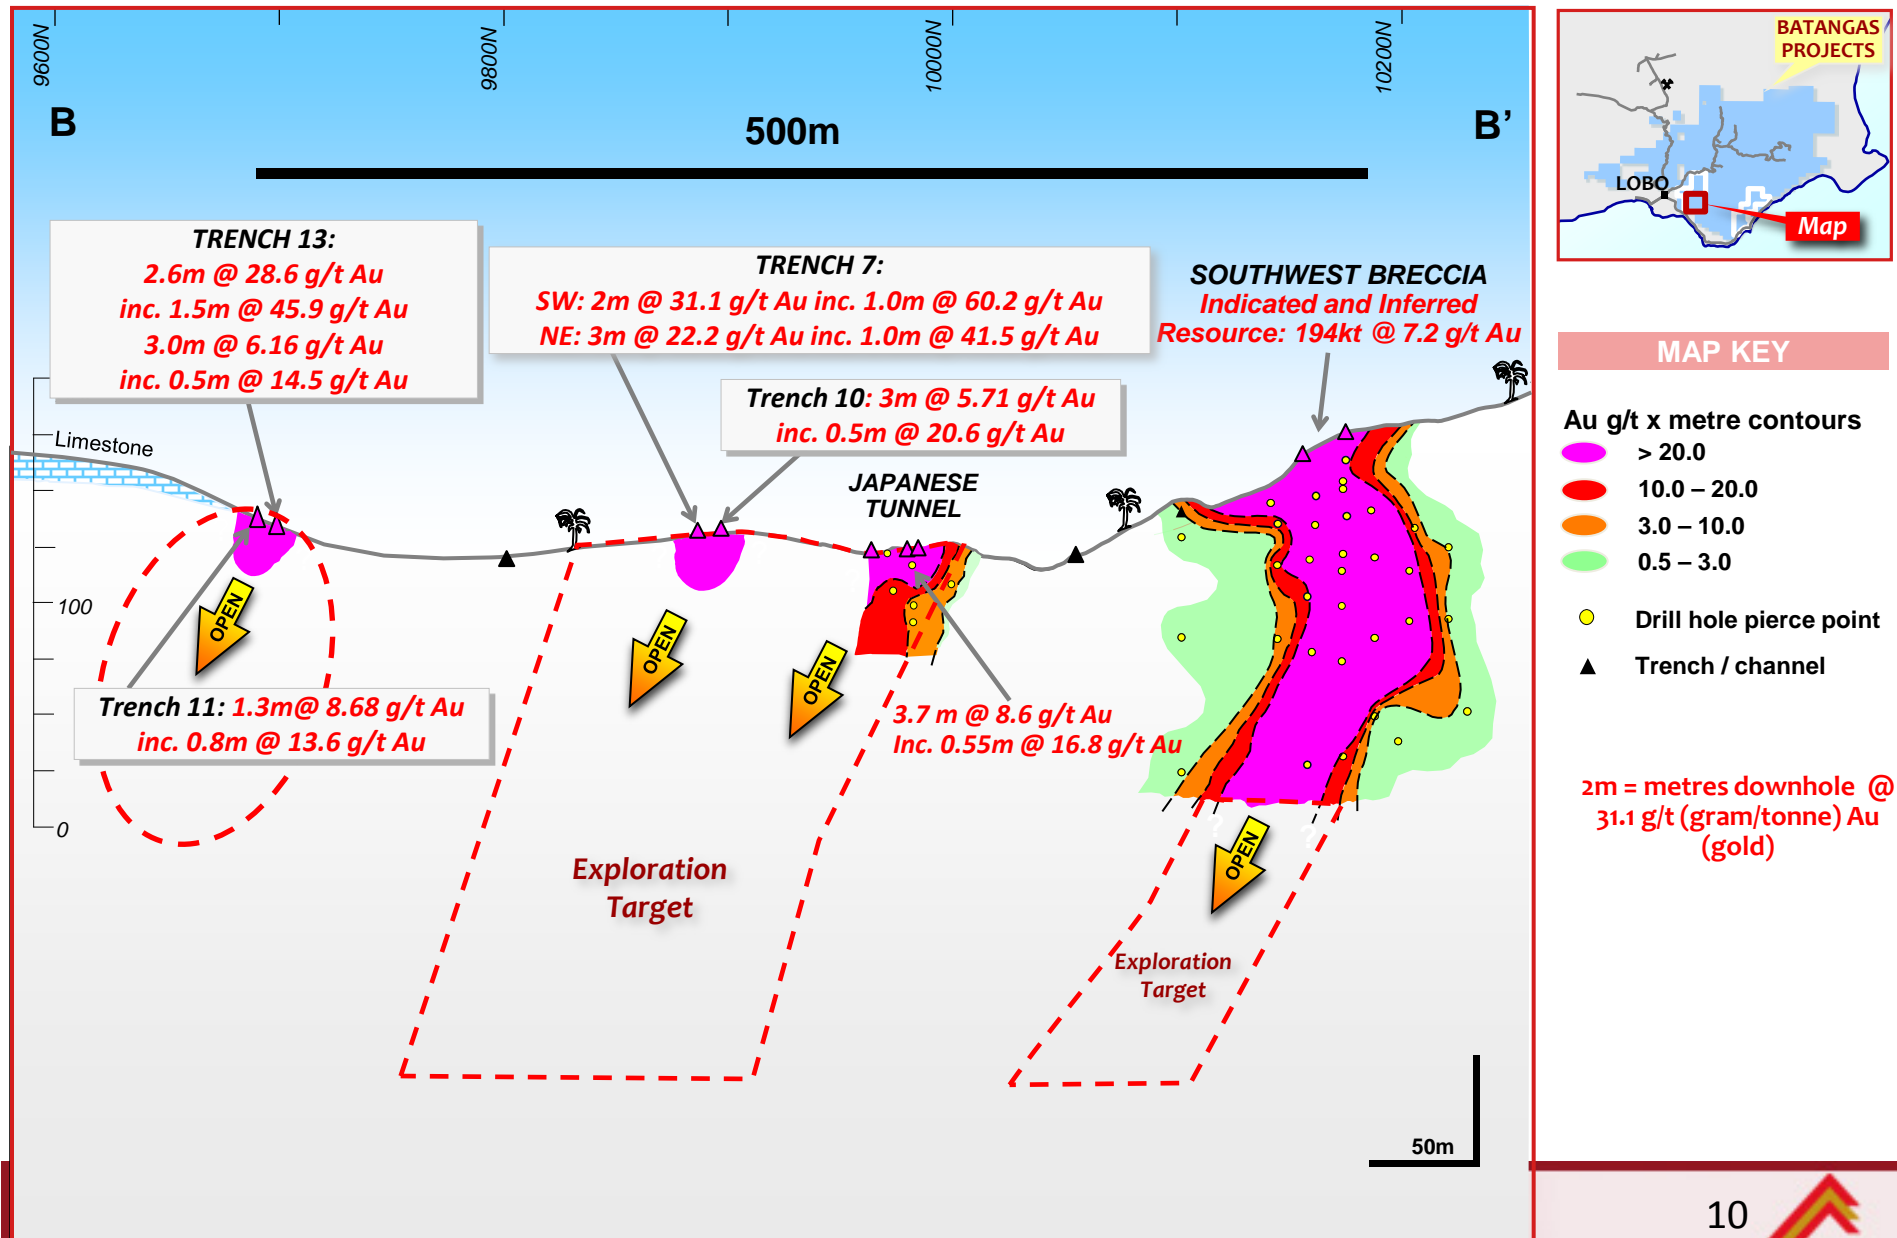 9600N
9800N
10000N
10200N
B
500m
B’
TRENCH 13:
2.6m @ 28.6 g/t Au
inc. 1.5m @ 45.9 g/t Au
3.0m @ 6.16 g/t Au
inc. 0.5m @ 14.5 g/t Au
TRENCH 7:
SW: 2m @ 31.1 g/t Au inc. 1.0m @ 60.2 g/t Au
NE: 3m @ 22.2 g/t Au inc. 1.0m @ 41.5 g/t Au
Trench 10: 3m @ 5.71 g/t Au
inc. 0.5m @ 20.6 g/t Au
SOUTHWEST BRECCIA
Indicated and Inferred
Resource: 194kt @ 7.2 g/t Au
Limestone
JAPANESE
TUNNEL
100
0
OPEN
OPEN
OPEN
OPEN
Trench 11: 1.3m@ 8.68 g/t Au
inc. 0.8m @ 13.6 g/t Au
3.7 m @ 8.6 g/t Au
Inc. 0.55m @ 16.8 g/t Au
?
?
Exploration
Target
Exploration
Target
50m
BATANGAS
PROJECTS
LOBO
Map
MAP KEY
Au g/t x metre contours
> 20.0
10.0 – 20.0
3.0 – 10.0
0.5 – 3.0
Drill hole pierce point
Trench / channel
2m = metres downhole @
31.1 g/t (gram/tonne) Au
(gold)
10